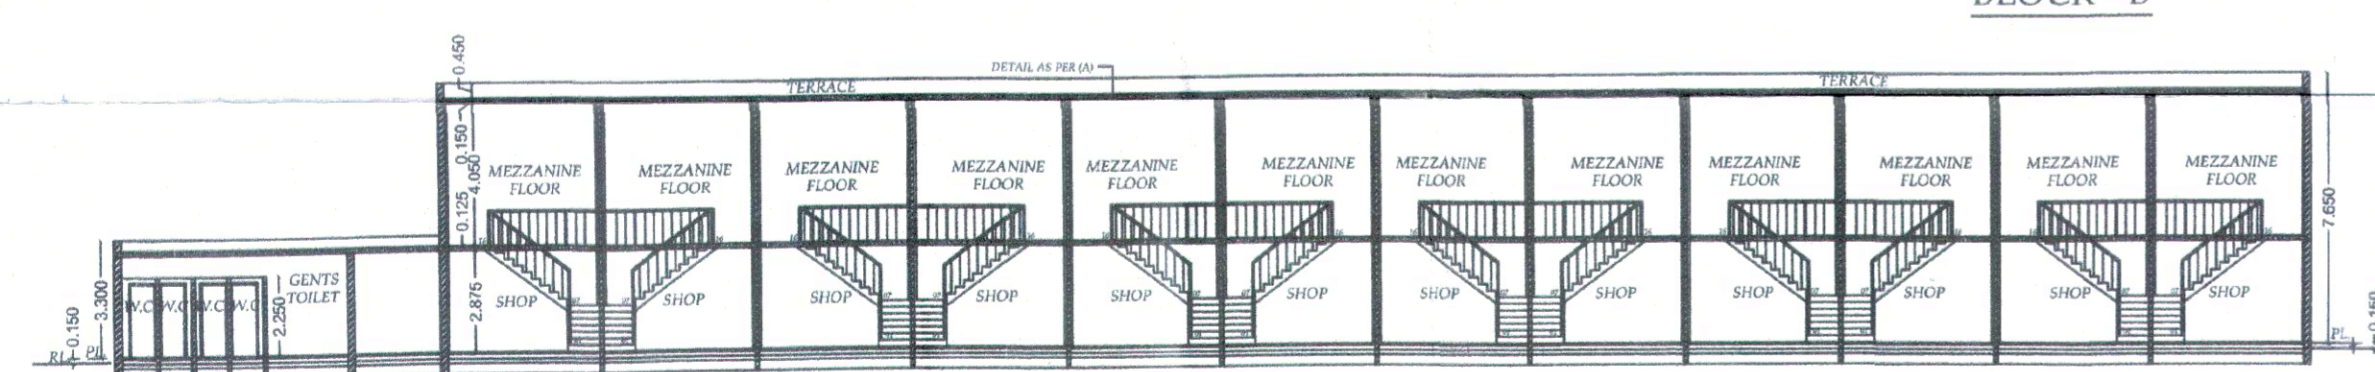 0.450
DETAIL AS PER (A)
TERRACE
TERRACE
0.150
4.050
0.125
MEZZANINE
FLOOR
MEZZANINE
FLOOR
MEZZANINE
FLOOR
MEZZANINE
FLOOR
MEZZANINE
FLOOR
MEZZANINE
FLOOR
MEZZANINE
FLOOR
MEZZANINE
FLOOR
MEZZANINE
FLOOR
MEZZANINE
FLOOR
MEZZANINE
FLOOR
MEZZANINE
FLOOR
7.650
3.300
W.C
W.C
W.C
W.C
GENTS
TOILET
2.250
2.875
SHOP
SHOP
SHOP
SHOP
SHOP
SHOP
SHOP
SHOP
SHOP
SHOP
SHOP
SHOP
0.150
RL
PL
PL
0.150